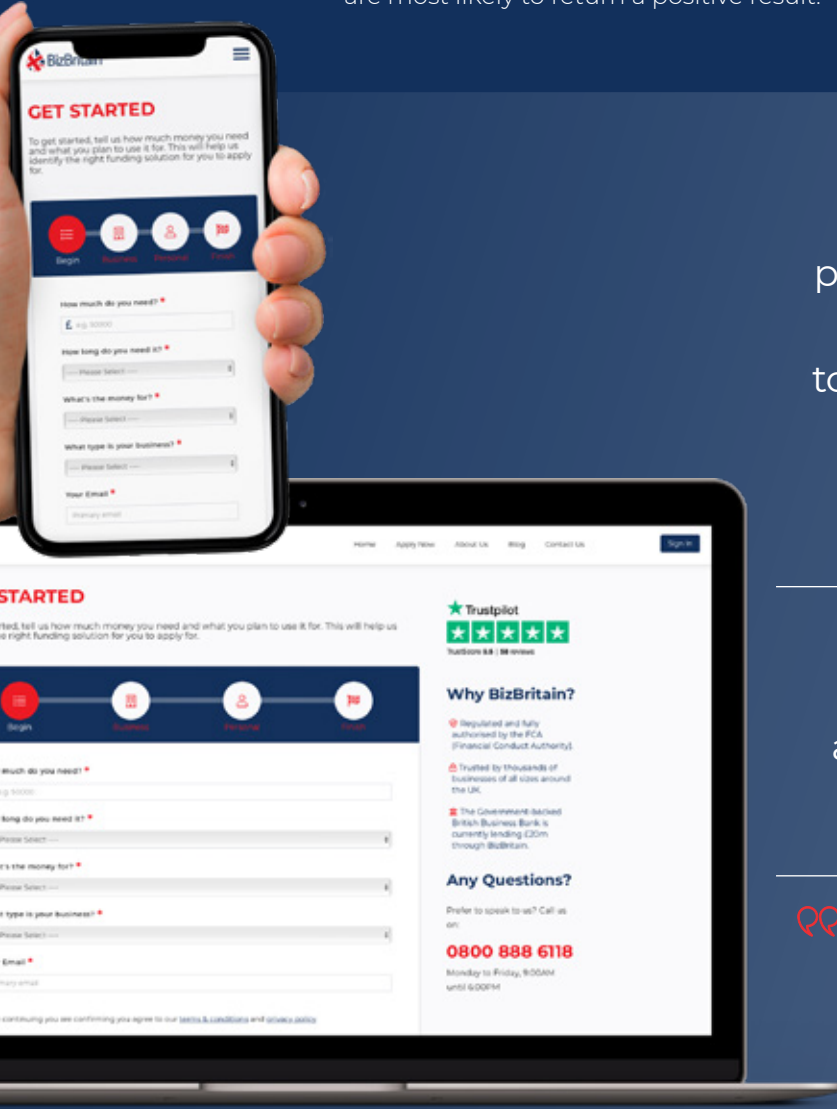 are most likely to return a positive result.
BizBritain
GET STARTED
To get started, tell us how much money you need
and what you plan to use it for. This will help us
identify the right funding solution for you to apply
for.
Begin
Business
Personal
Finish
How much do you need? *
£ e.g. 50000
How long do you need it? *
---- Please Select ----
What's the money for? *
---- Please Select ----
What type is your business? *
---- Please Select ----
Your Email *
Primary email
p
to
a
Home Apply Now About Us Blog Contact Us Sign In
STARTED
rted, tell us how much money you need and what you plan to use it for. This will help us
e right funding solution for you to apply for.
Begin
Business
Personal
Finish
much do you need? *
e.g. 50000
long do you need it? *
Please Select ----
t's the money for? *
Please Select ----
t type is your business? *
Please Select ----
Email *
mary email
continuing you are confirming you agree to our terms & conditions and privacy policy
Trustpilot
Why BizBritain?
Regulated and fully
authorised by the FCA
(Financial Conduct Authority).
Trusted by thousands of
businesses of all sizes around
the UK.
The Government-backed
British Business Bank is
currently lending £20m
through BizBritain.
Any Questions?
Prefer to speak to us? Call us
on:
0800 888 6118
Monday to Friday, 9:00AM
until 6:00PM